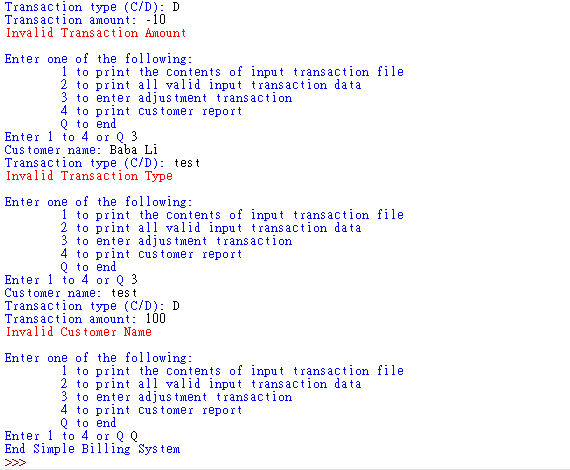 Transaction type (C/D): D
Transaction amount: -10
Invalid Transaction Amount
Enter one of the following:
1 to print the contents of input transaction file
2 to print all valid input transaction data
3 to enter adjustment transaction
4 to print customer report
Q to end
Enter 1 to 4 or Q 3
Customer name: Baba Li
Transaction type (C/D): test
Invalid Transaction Type
Enter one of the following:
1 to print the contents of input transaction file
2 to print all valid input transaction data
3 to enter adjustment transaction
4 to print customer report
Q to end
Enter 1 to 4 or Q 3
Customer name: test
Transaction type (C/D): D
Transaction amount: 100
Invalid Customer Name
Enter one of the following:
1 to print the contents of input transaction file
2 to print all valid input transaction data
3 to enter adjustment transaction
4 to print customer report
Q to end
Enter 1 to 4 or Q Q
End Simple Billing System
>>>